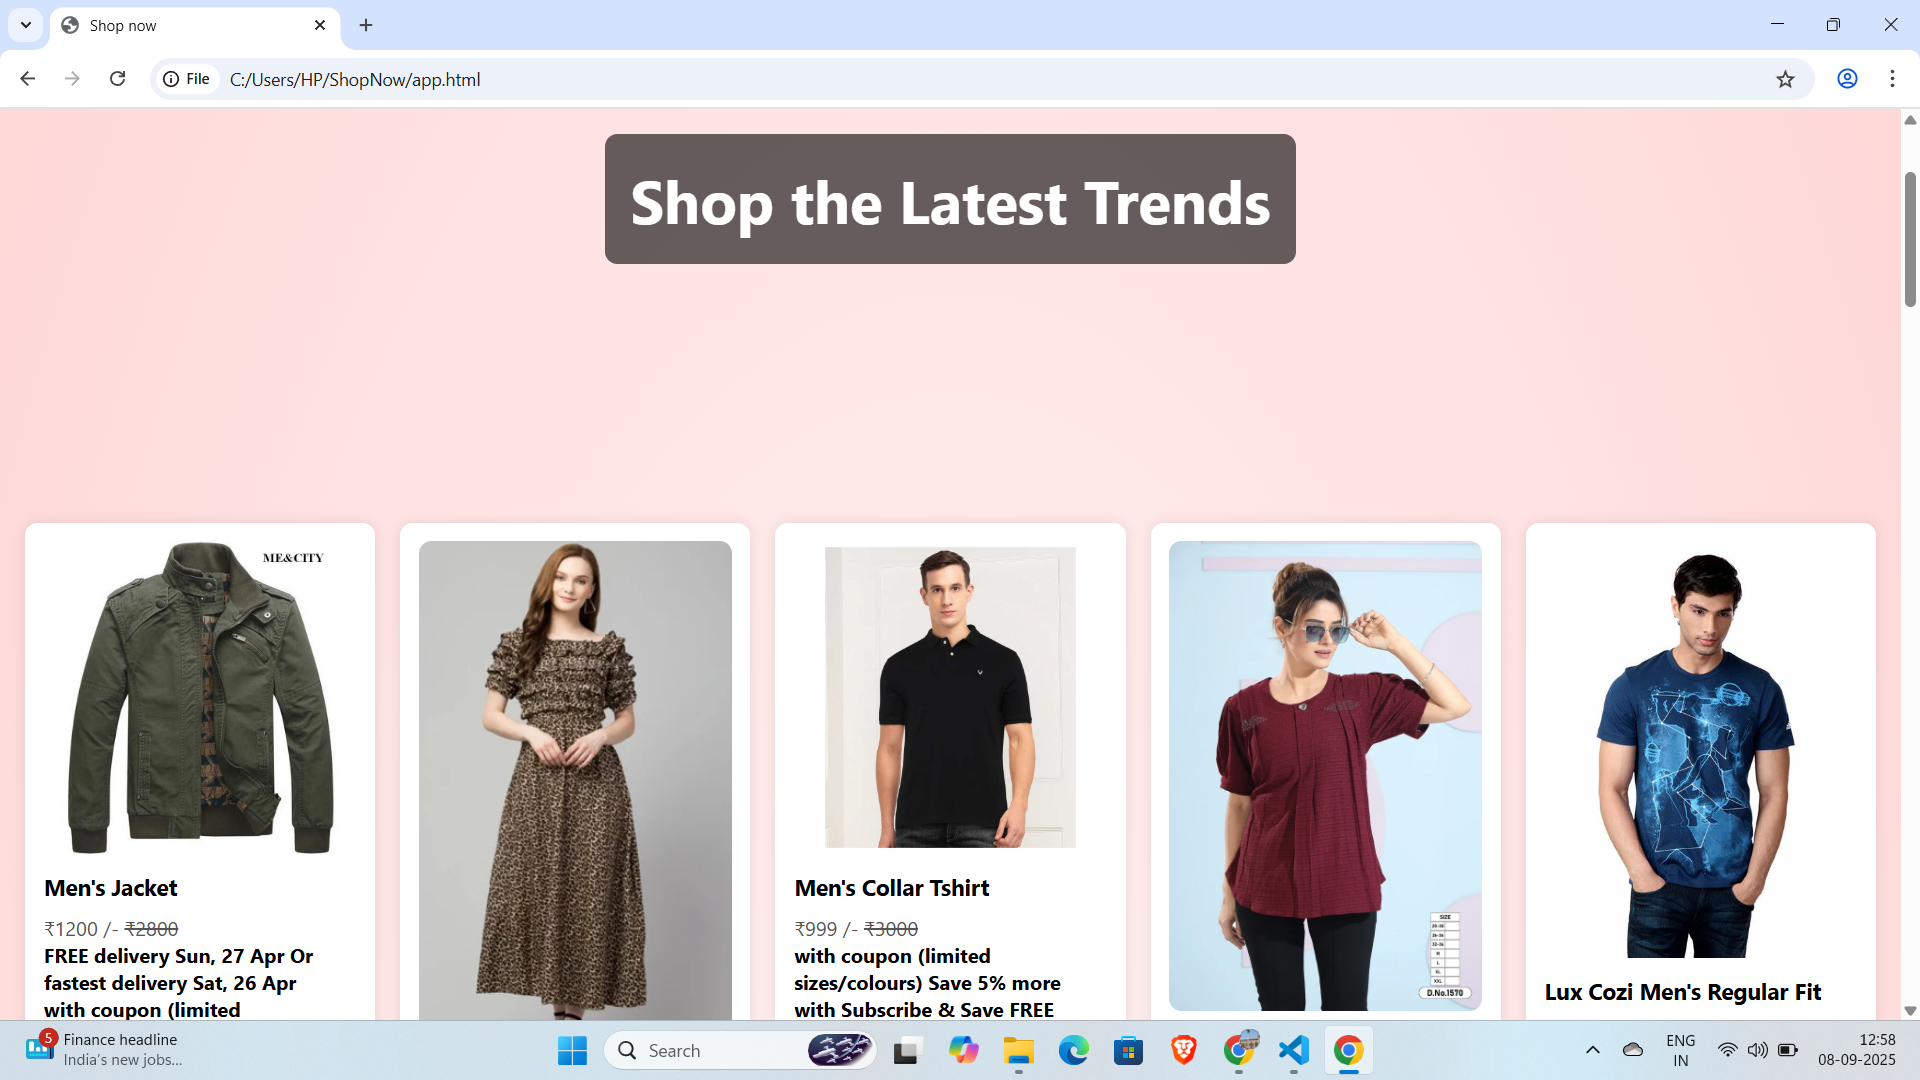 Shop now
File
C:/Users/HP/ShopNow/app.html
Shop the Latest Trends
ME&CITY
Men's Jacket
₹1200 /- ₹2800
FREE delivery Sun, 27 Apr Or
fastest delivery Sat, 26 Apr
with coupon (limited
Men's Collar Tshirt
₹999 /- ₹3000
with coupon (limited
sizes/colours) Save 5% more
with Subscribe & Save FREE
SIZE
M
L
XL
XXL
D.No.1570
Lux Cozi Men's Regular Fit
5
Finance headline
India's new jobs...
Search
ENG
IN
12:58
08-09-2025